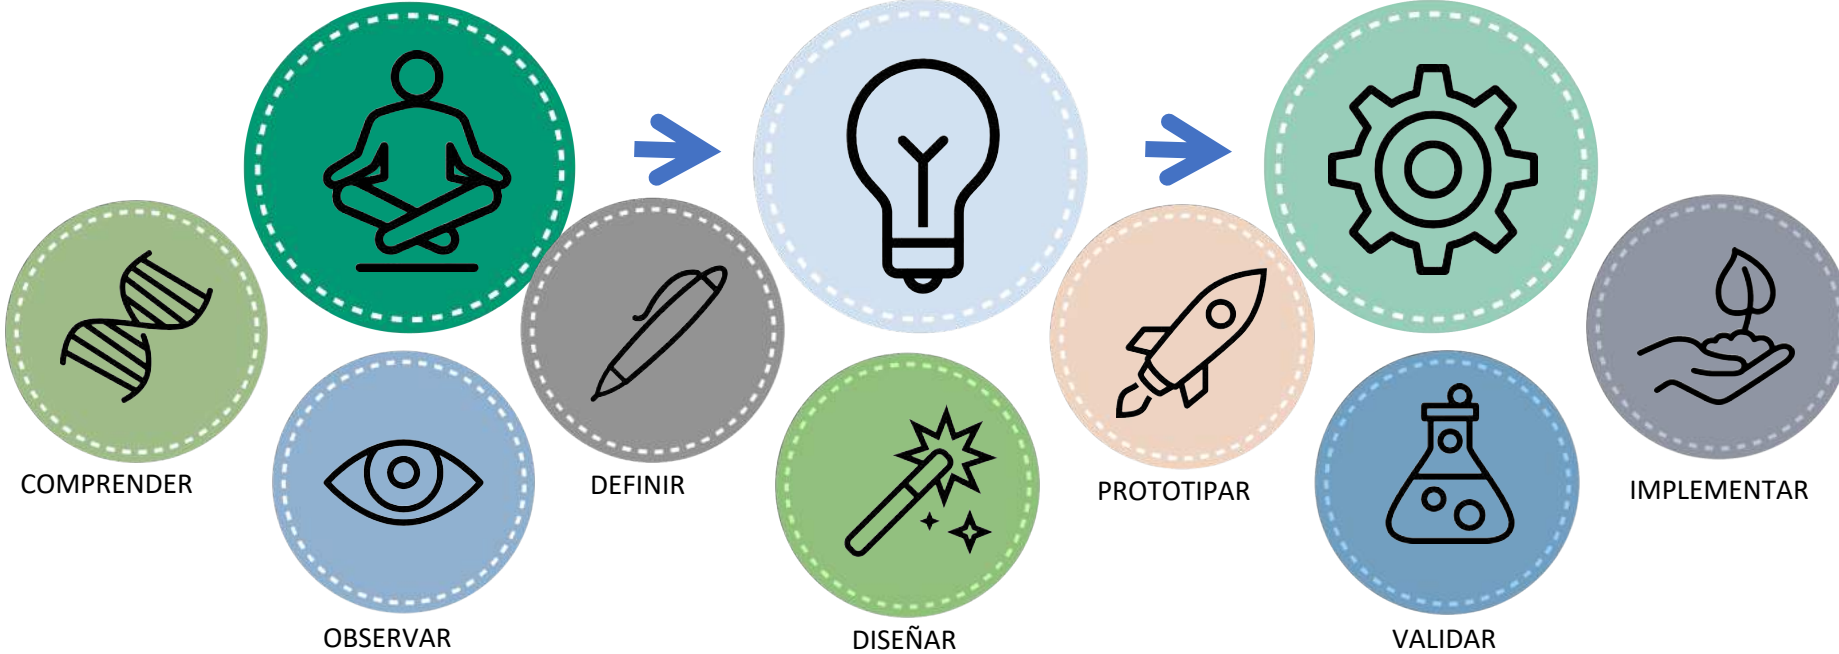 COMPRENDER
OBSERVAR
DEFINIR
DISEÑAR
PROTOTIPAR
VALIDAR
IMPLEMENTAR